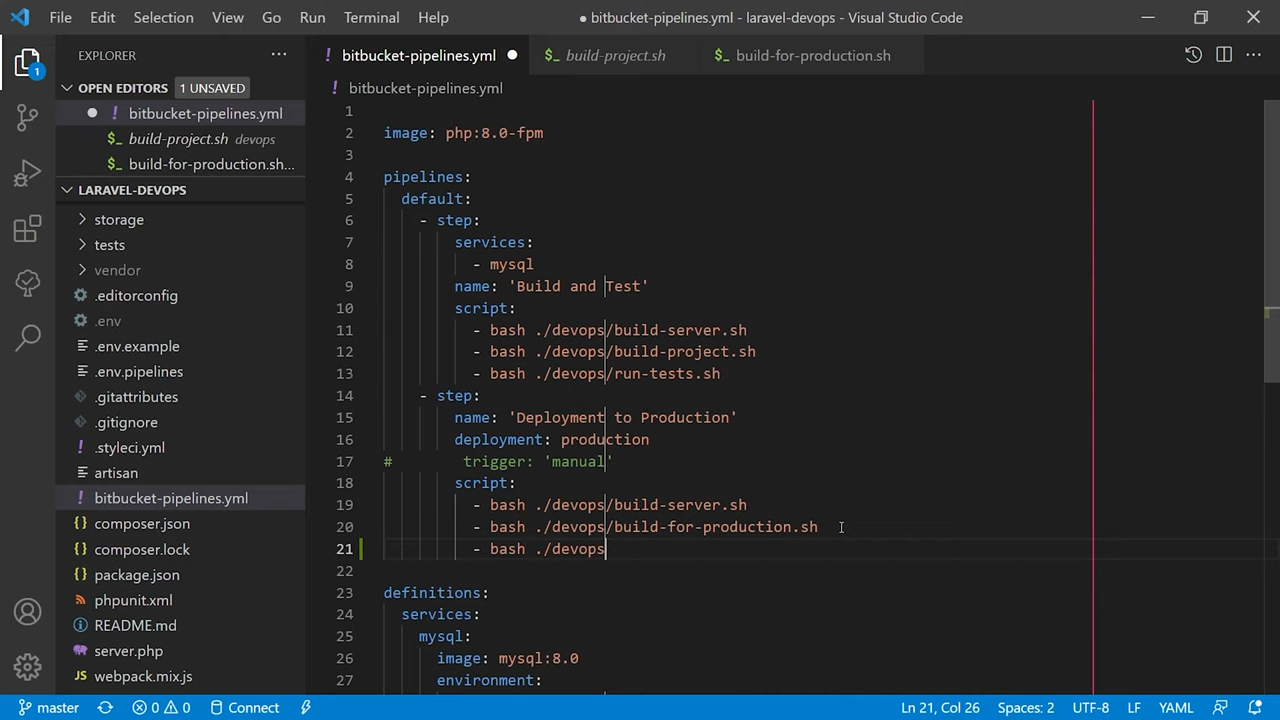 File Edit Selection View Go Run Terminal Help
● bitbucket-pipelines.yml - laravel-devops - Visual Studio Code
EXPLORER
bitbucket-pipelines.yml
build-project.sh
build-for-production.sh
OPEN EDITORS 1 UNSAVED
bitbucket-pipelines.yml
build-project.sh devops
build-for-production.sh...
LARAVEL-DEVOPS
storage
tests
vendor
.editorconfig
.env
.env.example
.env.pipelines
.gitattributes
.gitignore
.styleci.yml
artisan
bitbucket-pipelines.yml
composer.json
composer.lock
package.json
phpunit.xml
README.md
server.php
webpack.mix.js
1
bitbucket-pipelines.yml
1
2 image: php:8.0-fpm
3
4 pipelines:
5 default:
6 - step:
7 services:
8 - mysql
9 name: 'Build and Test'
10 script:
11 - bash ./devops/build-server.sh
12 - bash ./devops/build-project.sh
13 - bash ./devops/run-tests.sh
14 - step:
15 name: 'Deployment to Production'
16 deployment: production
17 # trigger: 'manual'
18 script:
19 - bash ./devops/build-server.sh
20 - bash ./devops/build-for-production.sh
21 - bash ./devops
22
23 definitions:
24 services:
25 mysql:
26 image: mysql:8.0
27 environment:
master 0 0 Connect Ln 21, Col 26 Spaces: 2 UTF-8 LF YAML